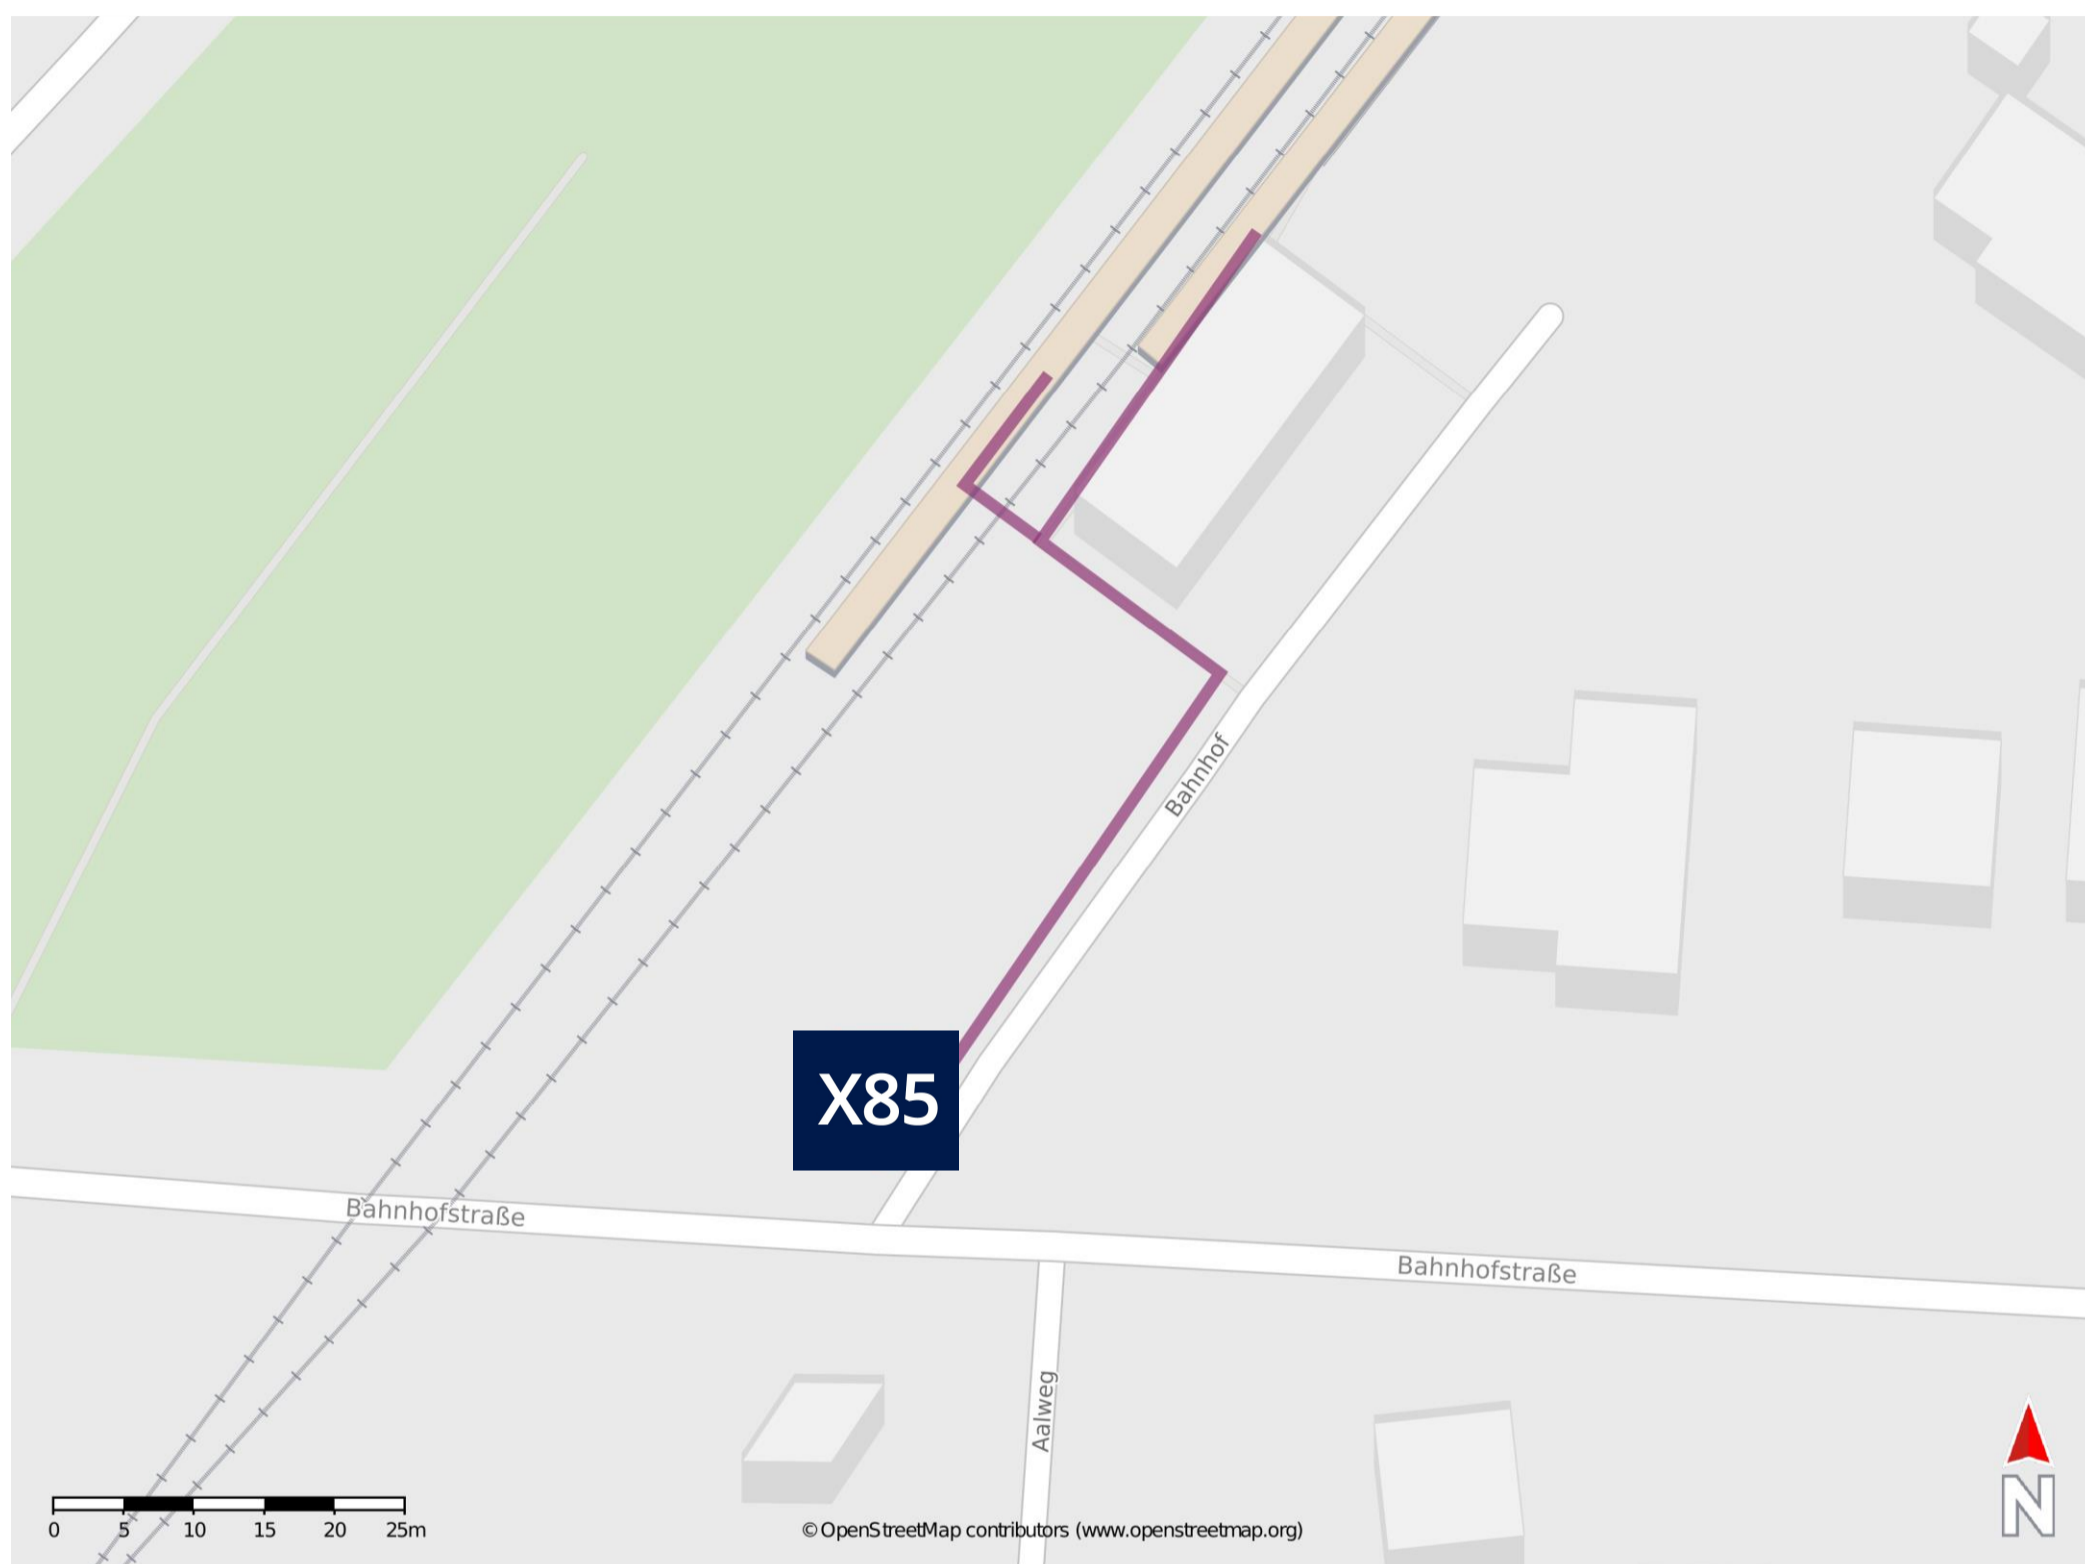 Bahnhof
X85
Bahnhofstraße
Bahnhofstraße
Aalweg
0 5 10 15 20 25m
© OpenStreetMap contributors (www.openstreetmap.org)
N